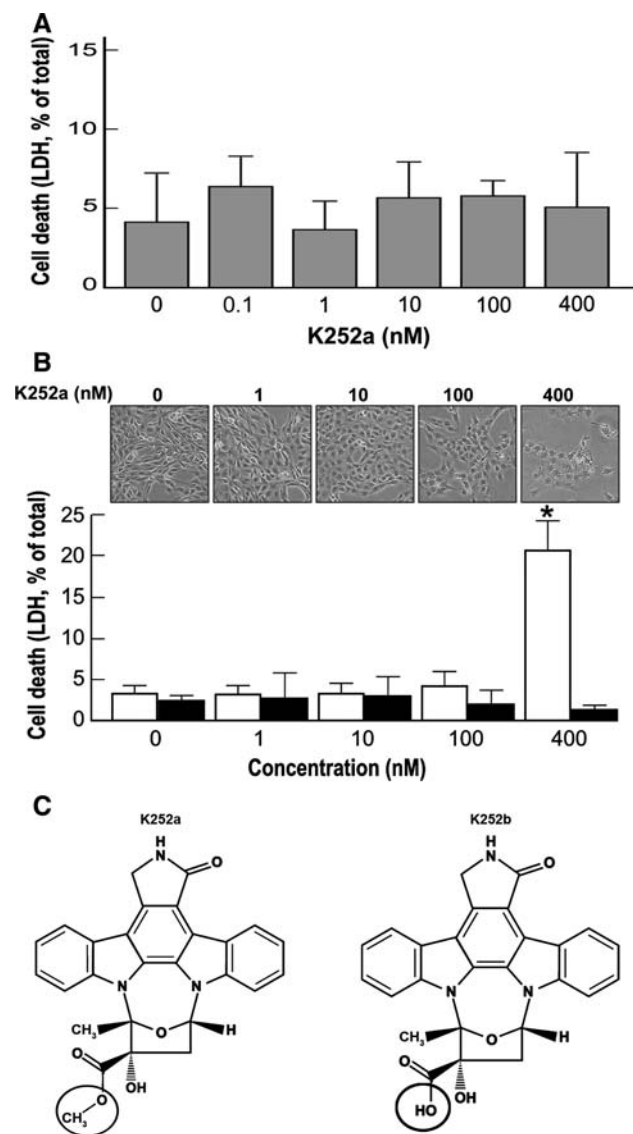 A
Cell death (LDH, % of total)
15
10
5
0
0 0.1 1 10 100 400
K252a (nM)
B
K252a (nM) 0 1 10 100 400
Cell death (LDH, % of total)
25
20
15
10
5
0
*
0 1 10 100 400
Concentration (nM)
C
K252a K252b
H H
N O N O
N N N N
CH₃ O H CH₃ O H
O OH O OH
O HO
CH₃